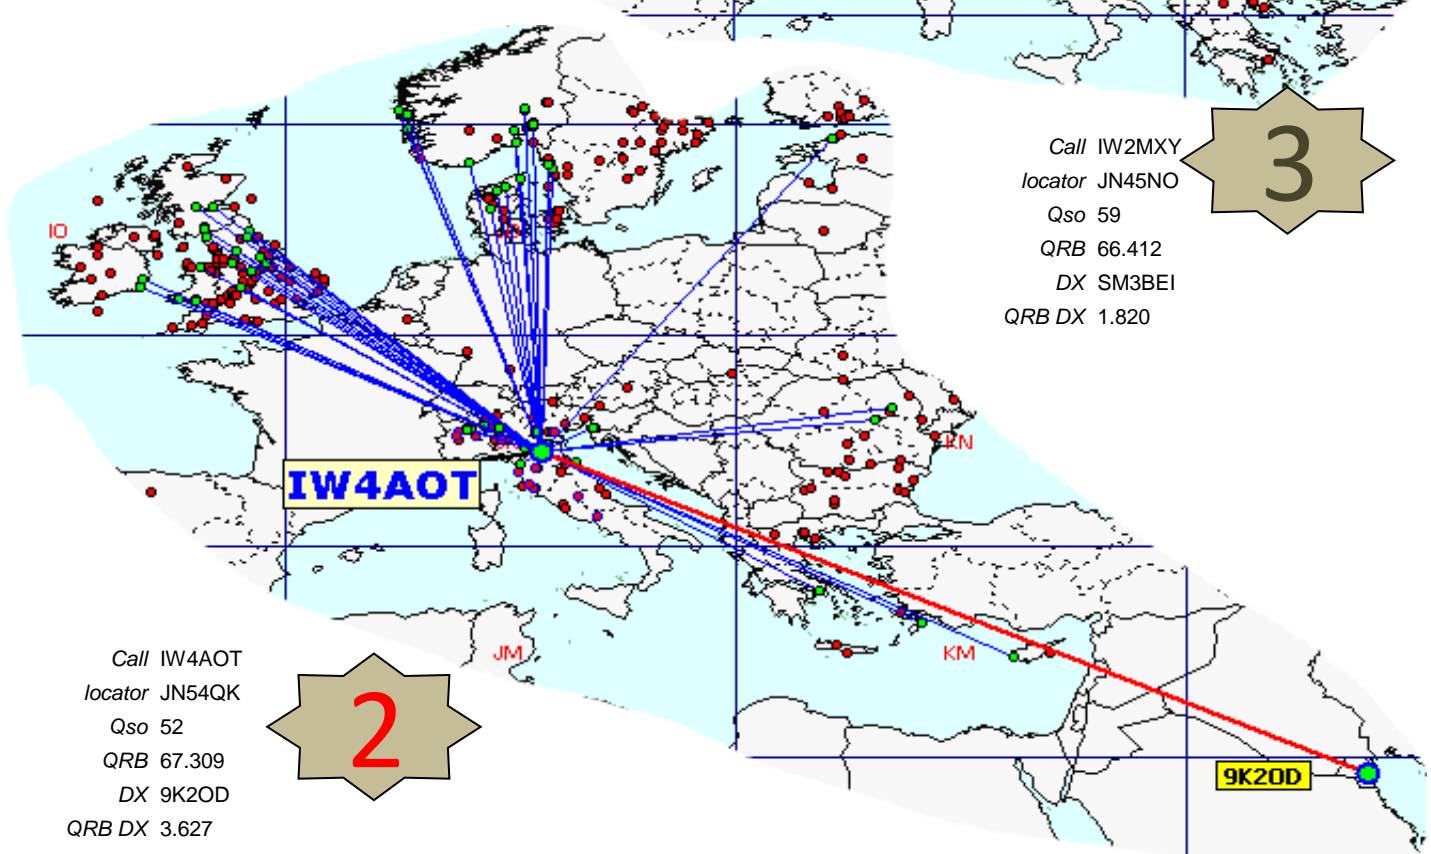 Call IW2MXY
locator JN45NO
Qso 59
QRB 66.412
DX SM3BEI
QRB DX 1.820
3
IO
KN
IW4AOT
JM
KM
Call IW4AOT
locator JN54QK
Qso 52
QRB 67.309
DX 9K2OD
QRB DX 3.627
2
9K2OD